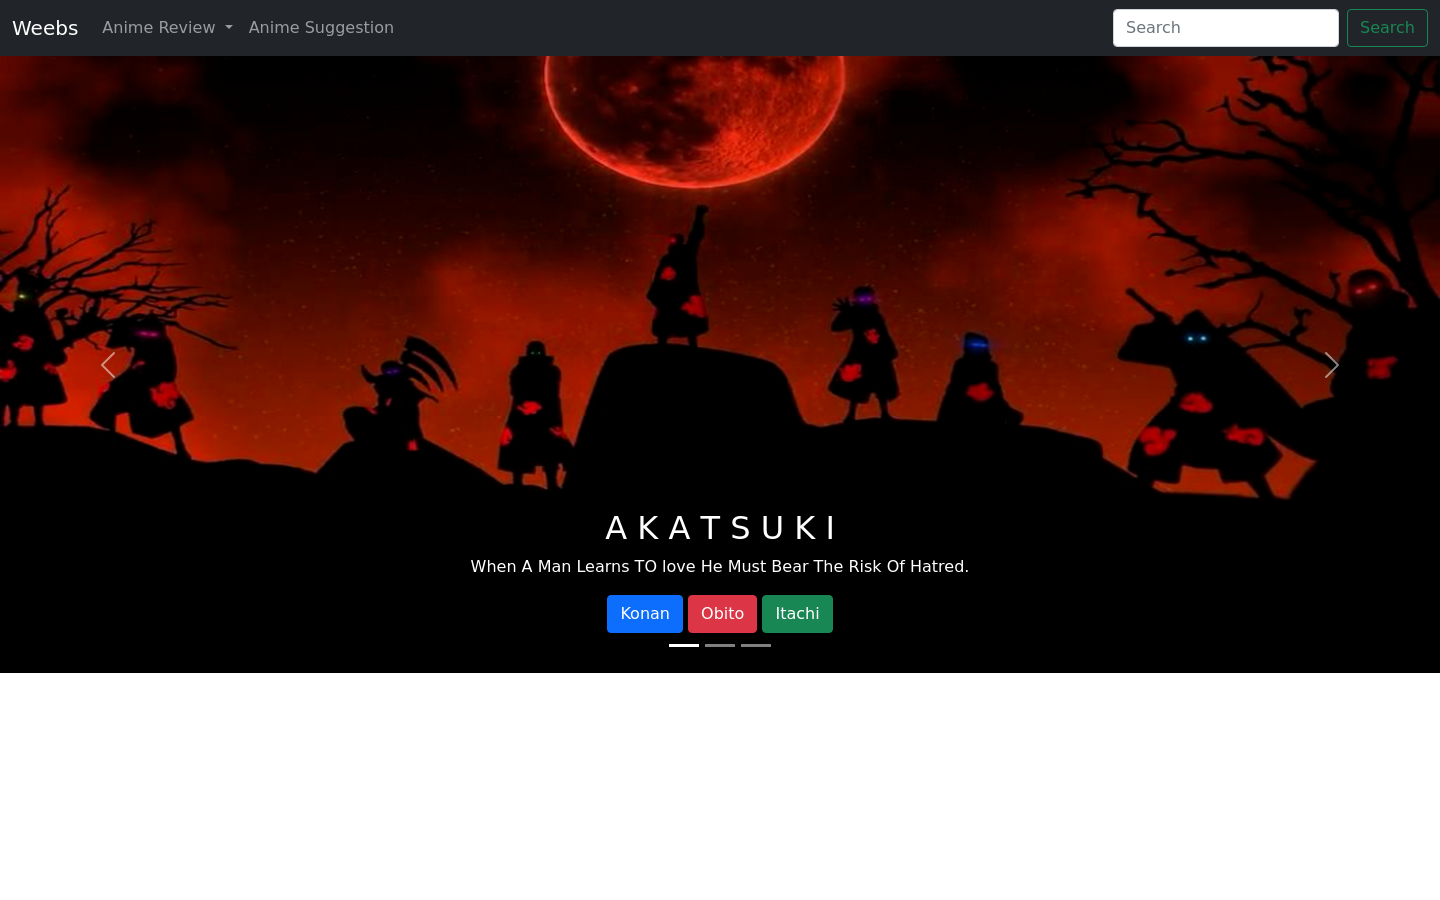 Weebs
Anime Review
Anime Suggestion
Search
Search
AKATSUKI
When A Man Learns TO love He Must Bear The Risk Of Hatred.
Konan
Obito
Itachi